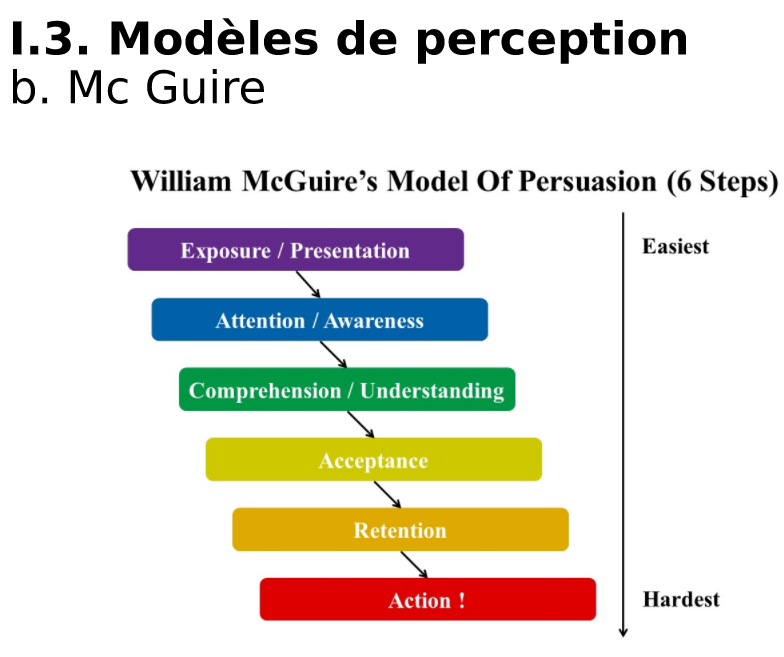 I.3. Modèles de perception
b. Mc Guire
William McGuire’s Model Of Persuasion (6 Steps)
Exposure / Presentation
Easiest
Attention / Awareness
Comprehension / Understanding
Acceptance
Retention
Action !
Hardest